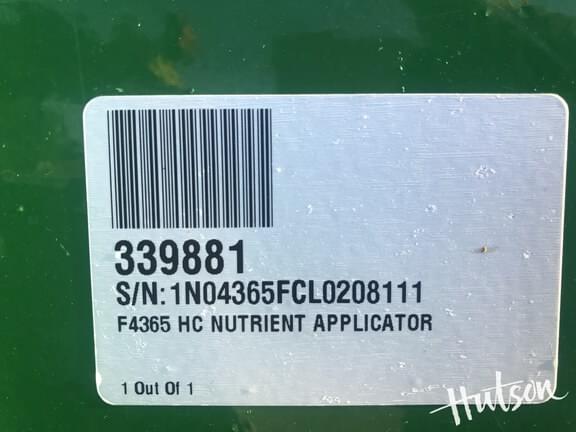 339881
S/N:1N04365FCL0208111
F4365 HC NUTRIENT APPLICATOR
1 Out Of 1
Hutson